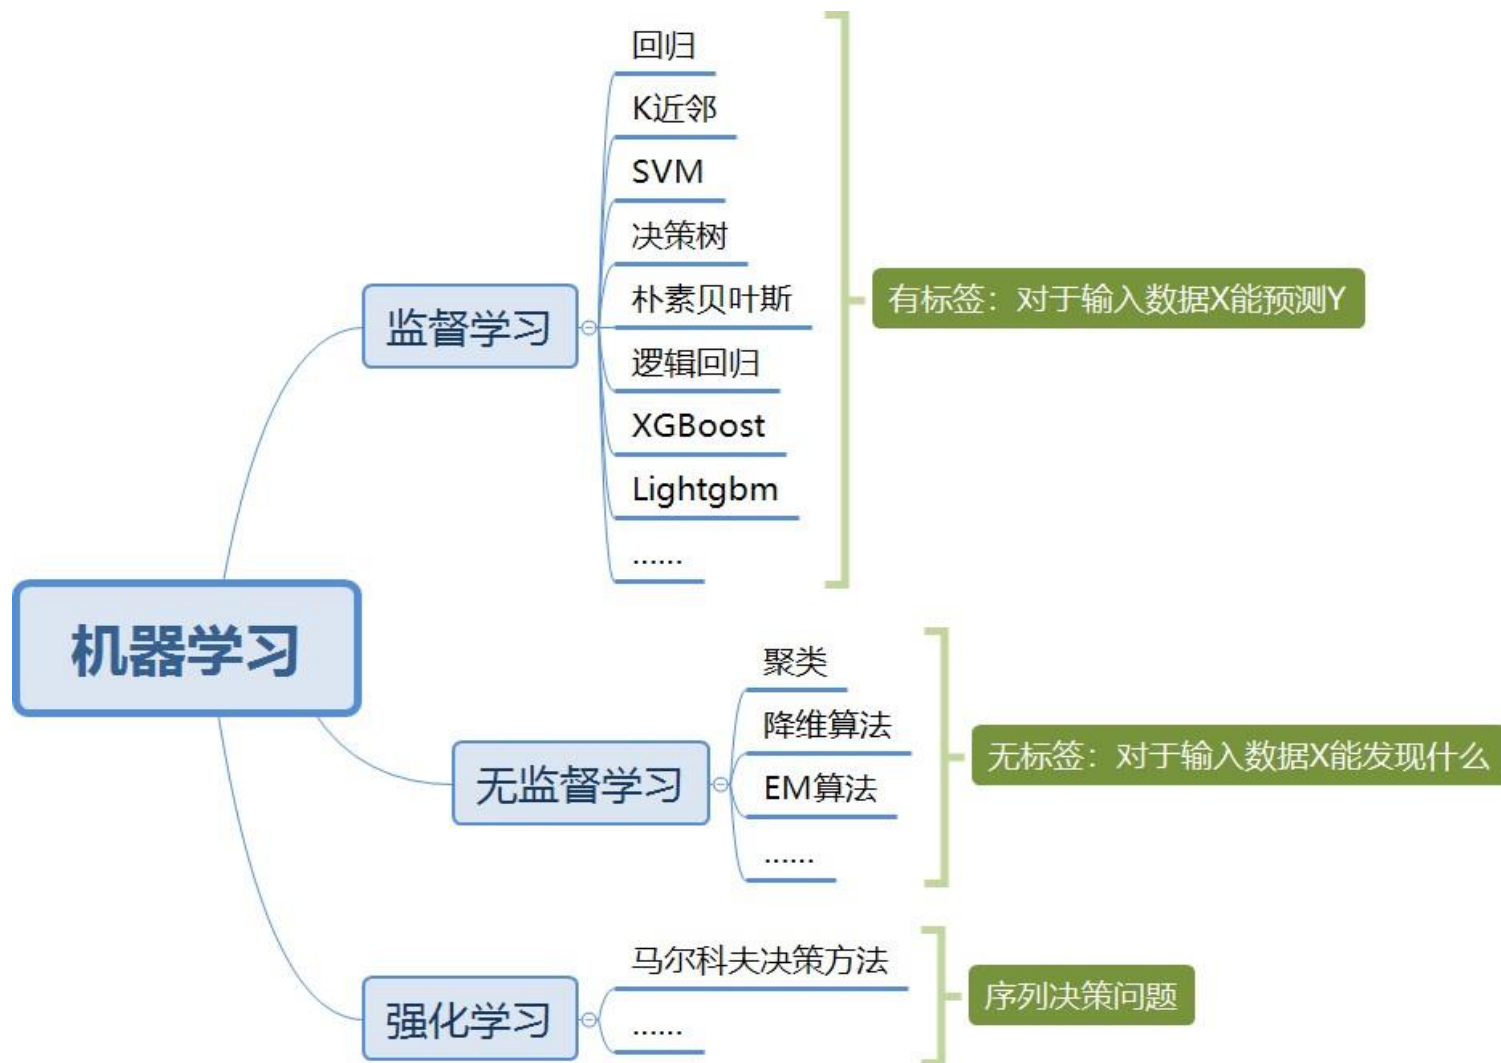 机器学习
监督学习
回归
K近邻
SVM
决策树
朴素贝叶斯
逻辑回归
XGBoost
Lightgbm
......
有标签：对于输入数据X能预测Y
无监督学习
聚类
降维算法
EM算法
......
无标签：对于输入数据X能发现什么
强化学习
马尔科夫决策方法
......
序列决策问题